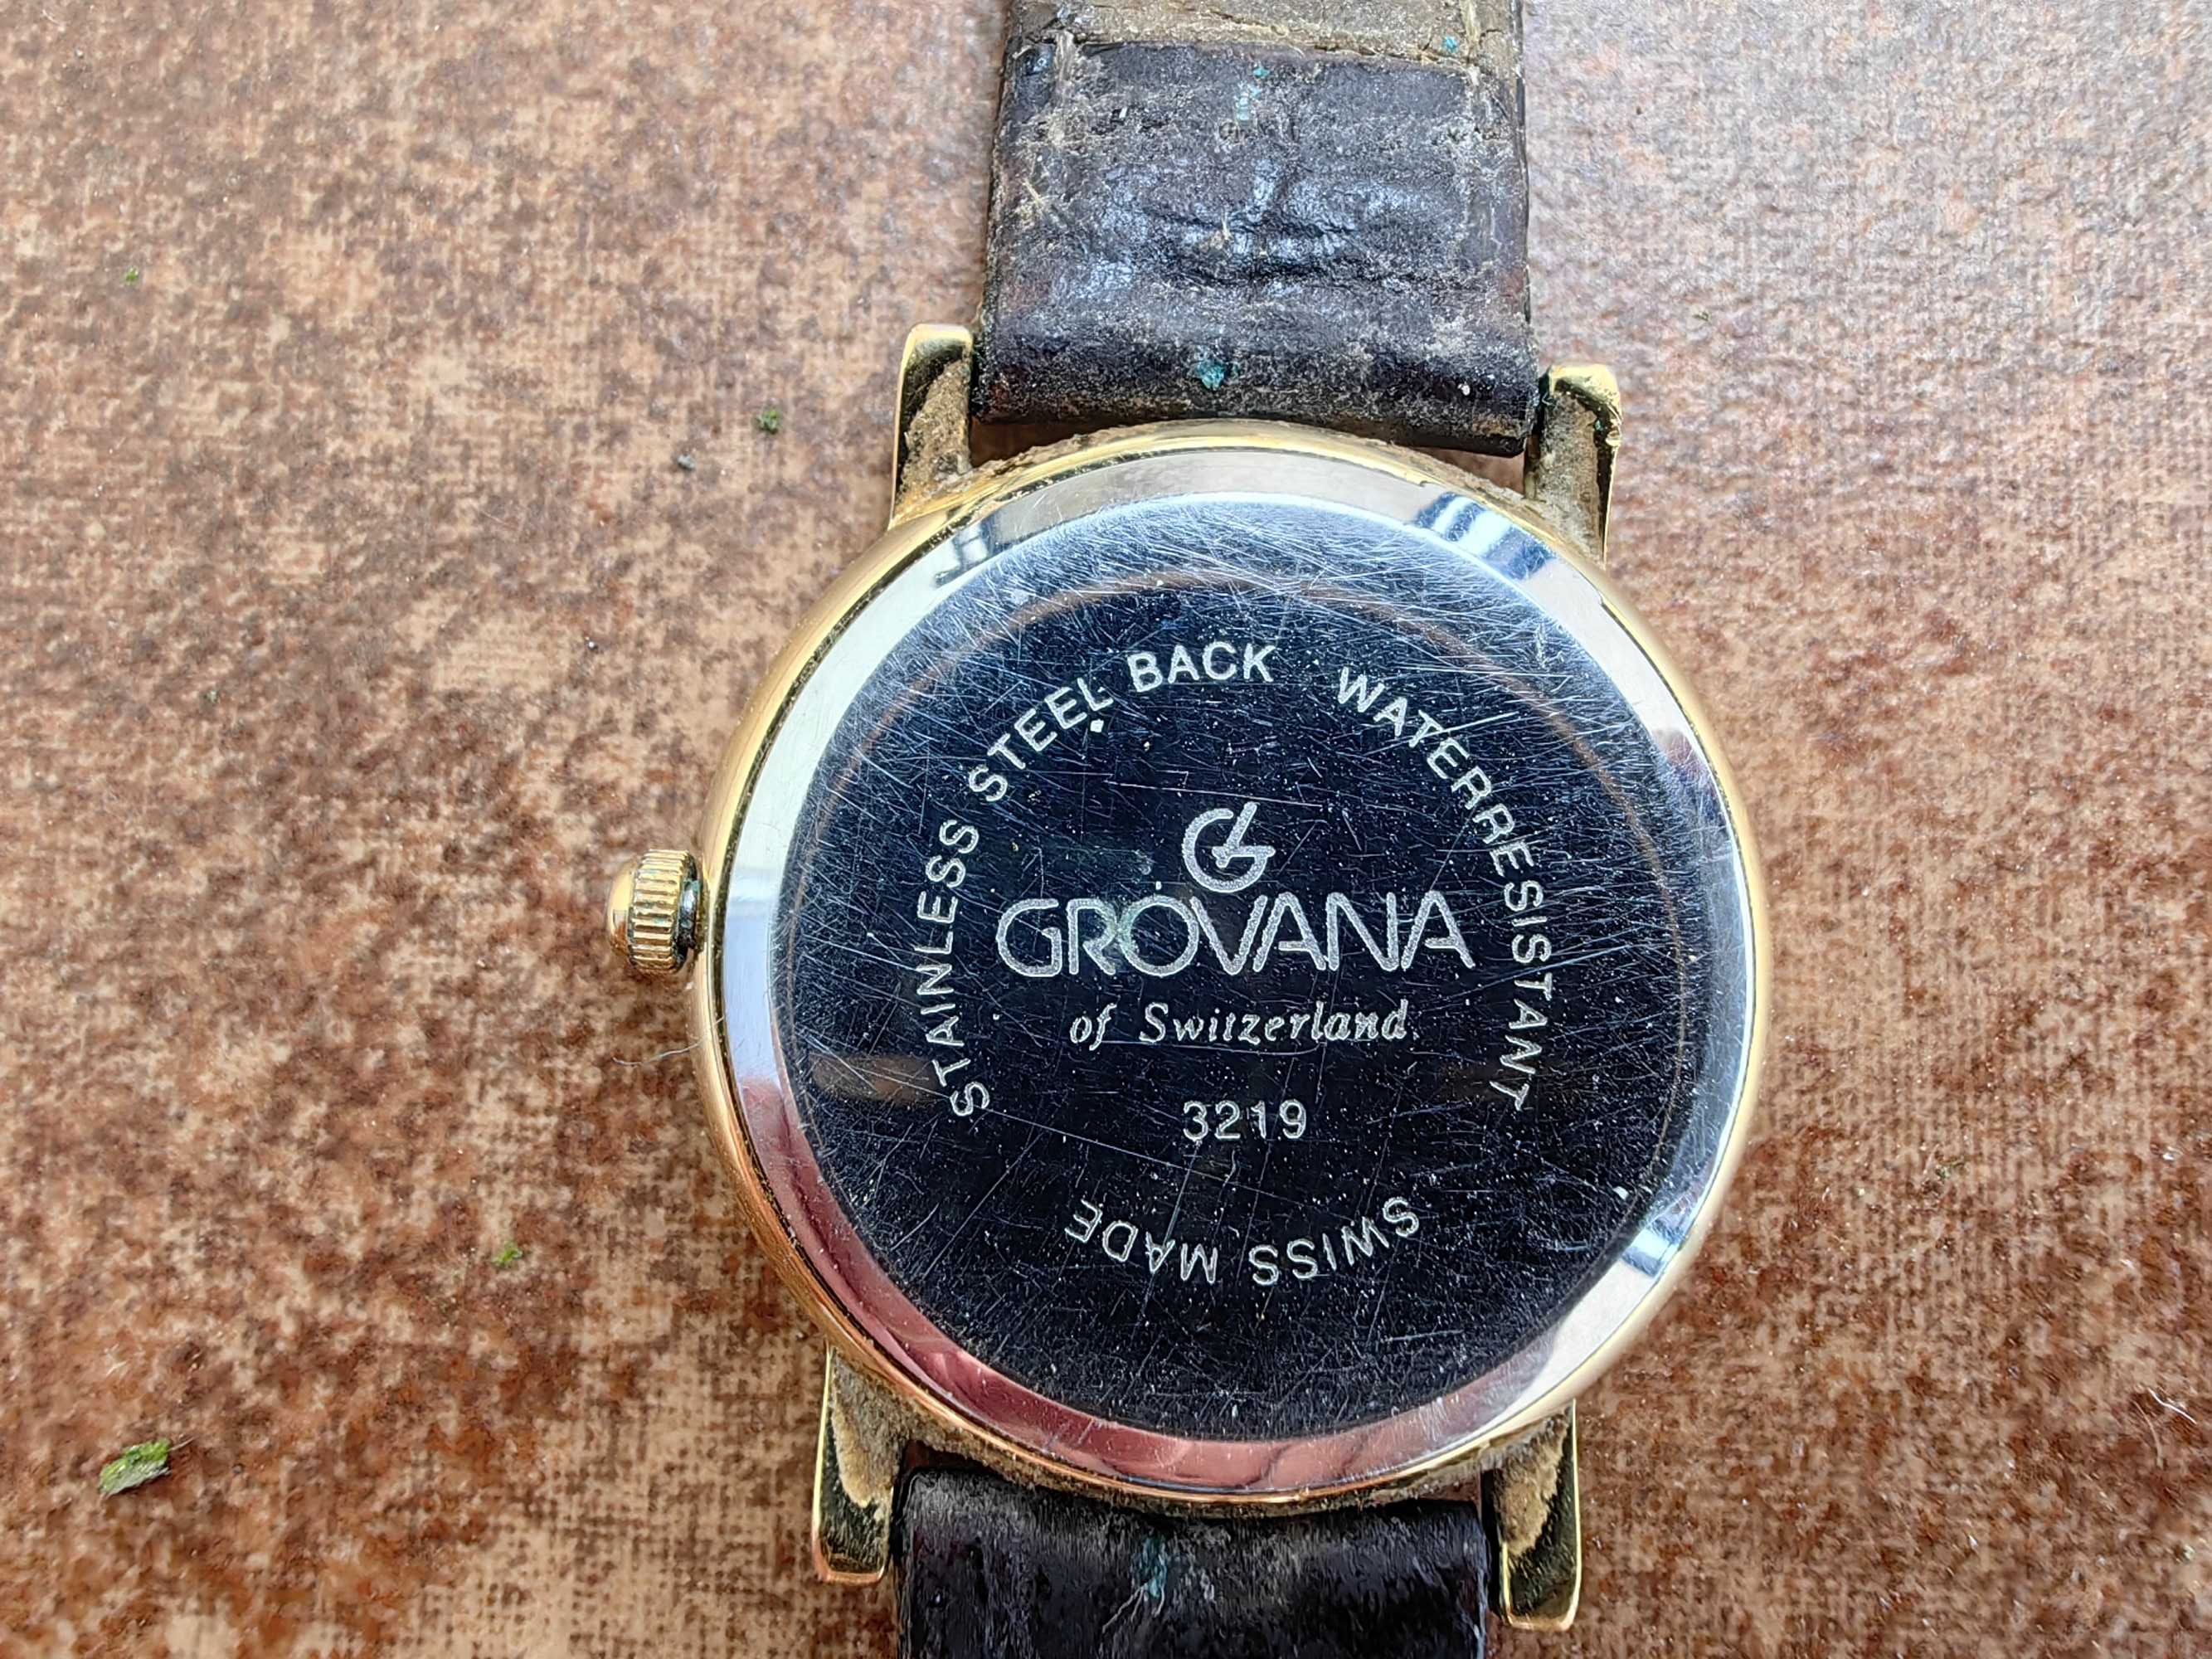 STAINLESS STEEL BACK WATERRESISTANT
GROVANA
of Switzerland
3219
SWISS MADE